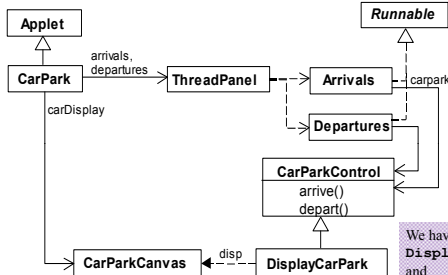 Applet
Runnable
arrivals,
departures
CarPark
ThreadPanel
Arrivals
carpark
carDisplay
Departures
CarParkControl
arrive()
depart()
CarParkCanvas
disp
DisplayCarPark
We hav
Displ
and